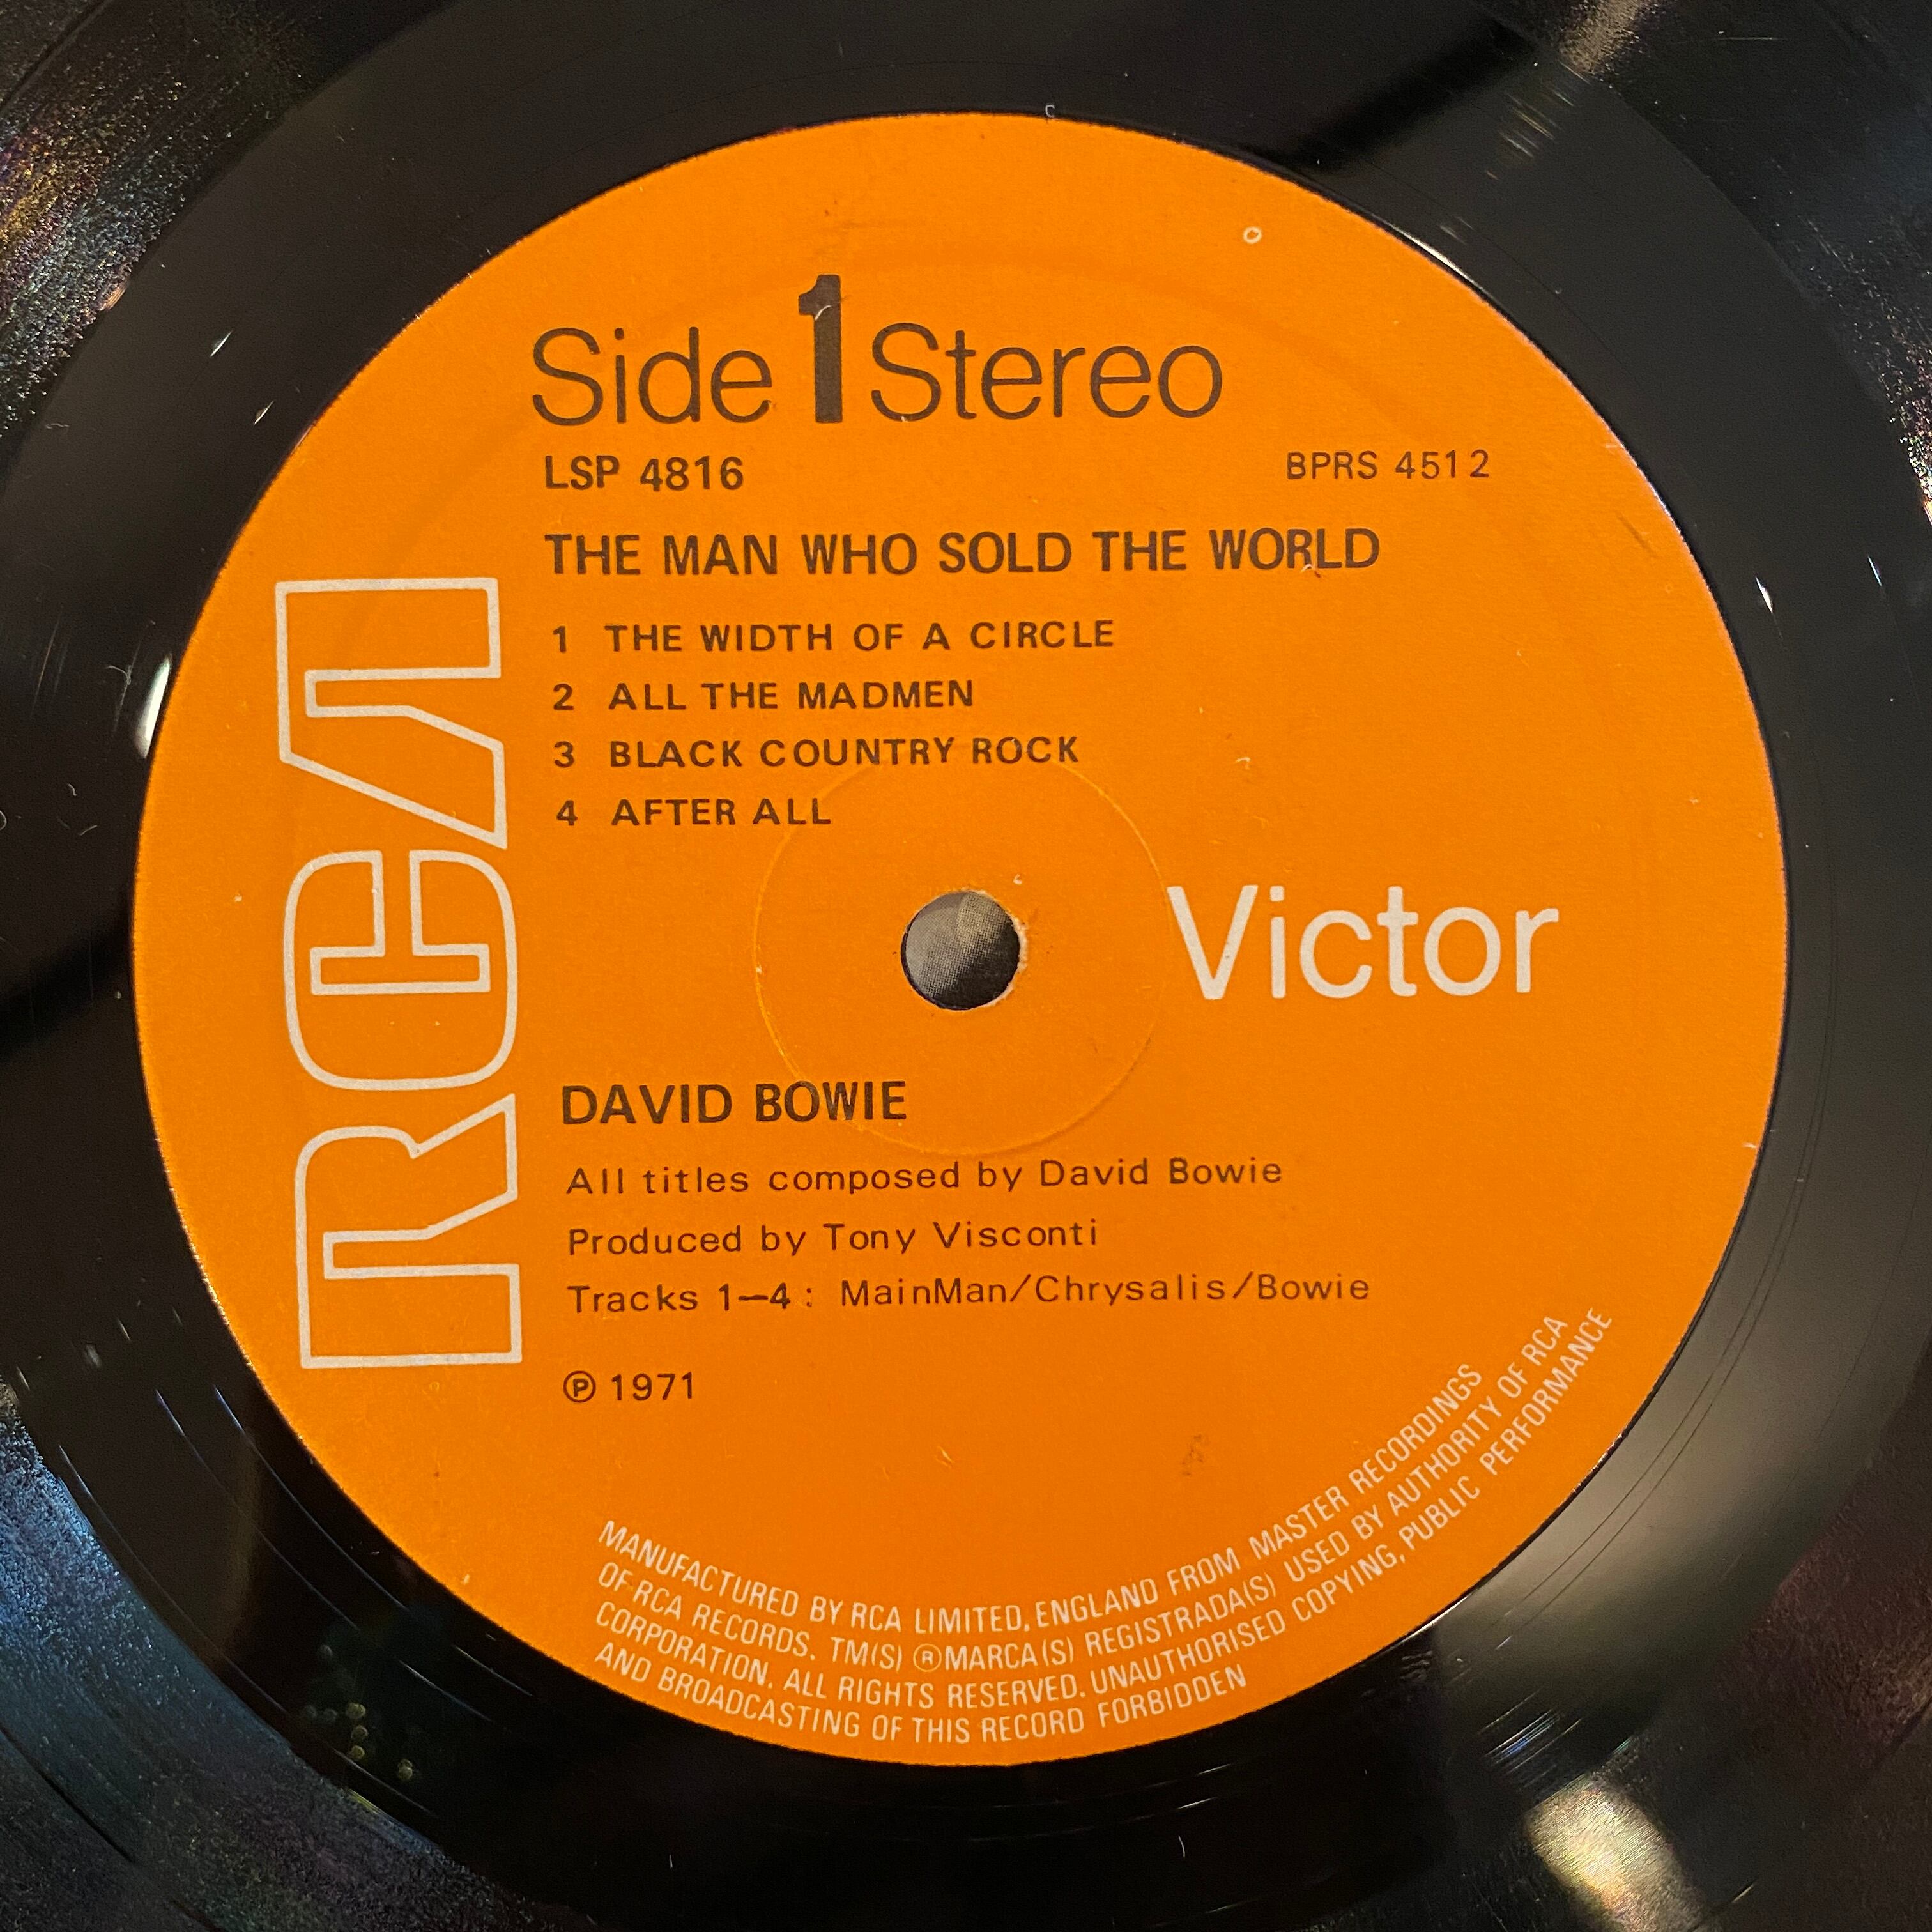 Side 1 Stereo
LSP 4816 BPRS 4512
THE MAN WHO SOLD THE WORLD
1 THE WIDTH OF A CIRCLE
2 ALL THE MADMEN
3 BLACK COUNTRY ROCK
4 AFTER ALL
RCA
Victor
DAVID BOWIE
All titles composed by David Bowie
Produced by Tony Visconti
Tracks 1—4: MainMan/Chrysalis/Bowie
℗ 1971
MANUFACTURED BY RCA LIMITED, ENGLAND FROM MASTER RECORDINGS
OF RCA RECORDS. TM(S) ® MARCA(S) REGISTRADA(S) USED BY AUTHORITY OF RCA
CORPORATION. ALL RIGHTS RESERVED. UNAUTHORISED COPYING, PUBLIC PERFORMANCE
AND BROADCASTING OF THIS RECORD FORBIDDEN